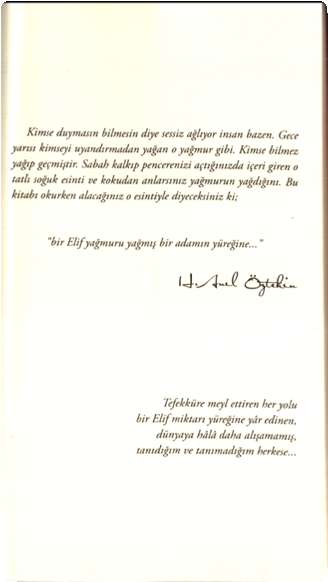 Kimse duymasın bilmesin diye sessiz ağlıyor insan bazen. Gece
yarısı kimseyi uyandırmadan yağan o yağmur gibi. Kimse bilmez
yağıp geçmiştir. Sabah kalkıp pencerenizi açtığınızda içeri giren o
tatlı soğuk esinti ve kokudan anlarsınız yağmurun yağdığını. Bu
kitabı okurken alacağınız o esintiyle diyeceksiniz ki;
"bir Elif yağmuru yağmış bir adamın yüreğine..."
H. Anel Öztekin
Tefekküre meyl ettiren her yolu
bir Elif miktarı yüreğine yâr edinen,
dünyaya hâlâ daha alışamamış,
tanıdığım ve tanımadığım herkese...